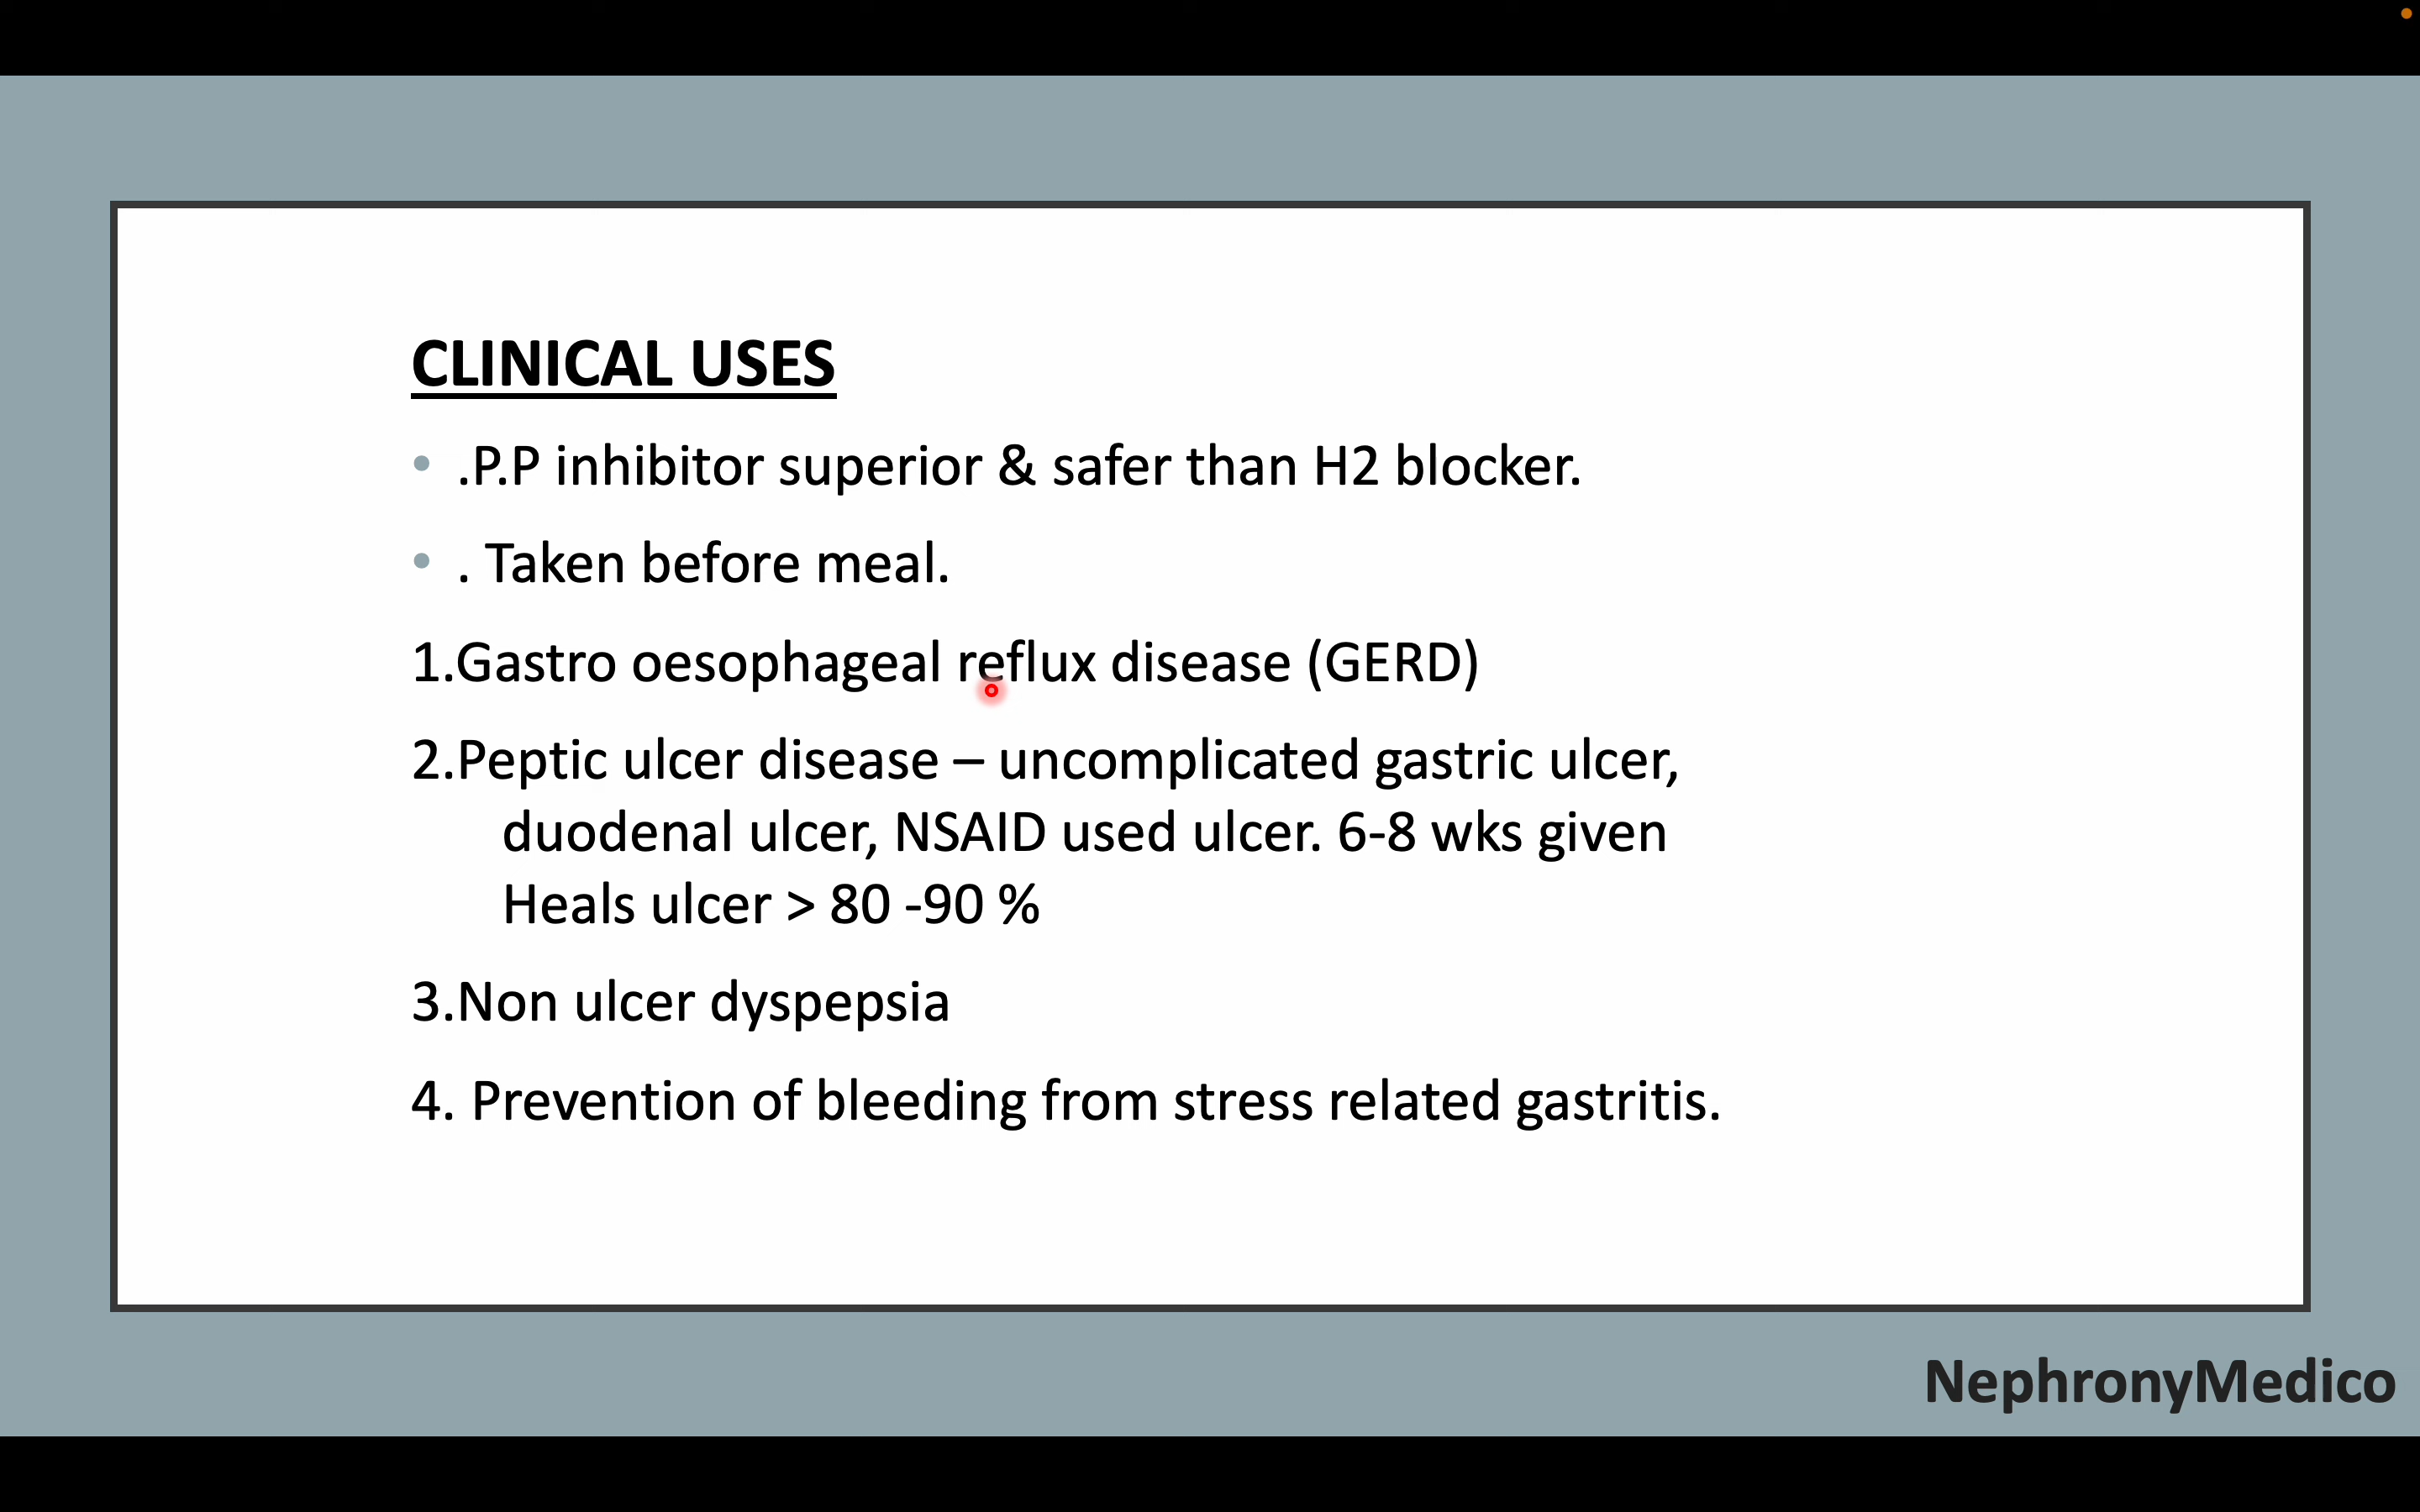 CLINICAL USES
• .P.P inhibitor superior & safer than H2 blocker.
• . Taken before meal.
1.Gastro oesophageal reflux disease (GERD)
2.Peptic ulcer disease – uncomplicated gastric ulcer,
duodenal ulcer, NSAID used ulcer. 6-8 wks given
Heals ulcer > 80 -90 %
3.Non ulcer dyspepsia
4. Prevention of bleeding from stress related gastritis.
NephronyMedico